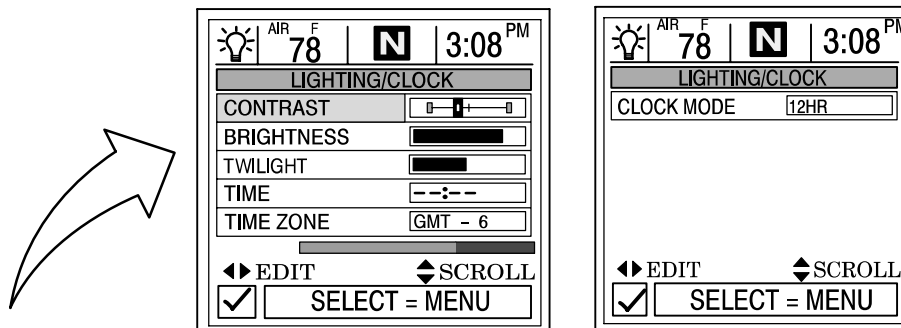 AIR F
78 N 3:08 PM
LIGHTING/CLOCK
CONTRAST
BRIGHTNESS
TWILIGHT
TIME --:--
TIME ZONE GMT - 6
EDIT SCROLL
SELECT = MENU
AIR F
78 N 3:08 PM
LIGHTING/CLOCK
CLOCK MODE 12HR
EDIT SCROLL
SELECT = MENU